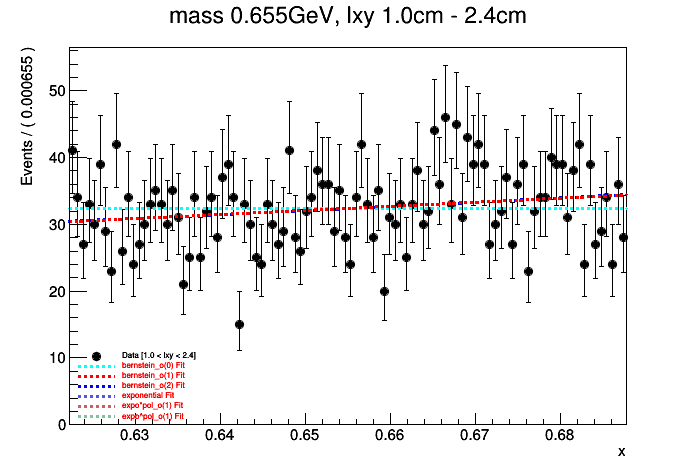 mass 0.655GeV, lxy 1.0cm - 2.4cm
Events / ( 0.000655 )
50
40
30
20
10
0
Data [1.0 < lxy < 2.4]
bernstein_o(0) Fit
bernstein_o(1) Fit
bernstein_o(2) Fit
exponential Fit
expo*pol_o(1) Fit
expb*pol_o(1) Fit
0.63 0.64 0.65 0.66 0.67 0.68
x